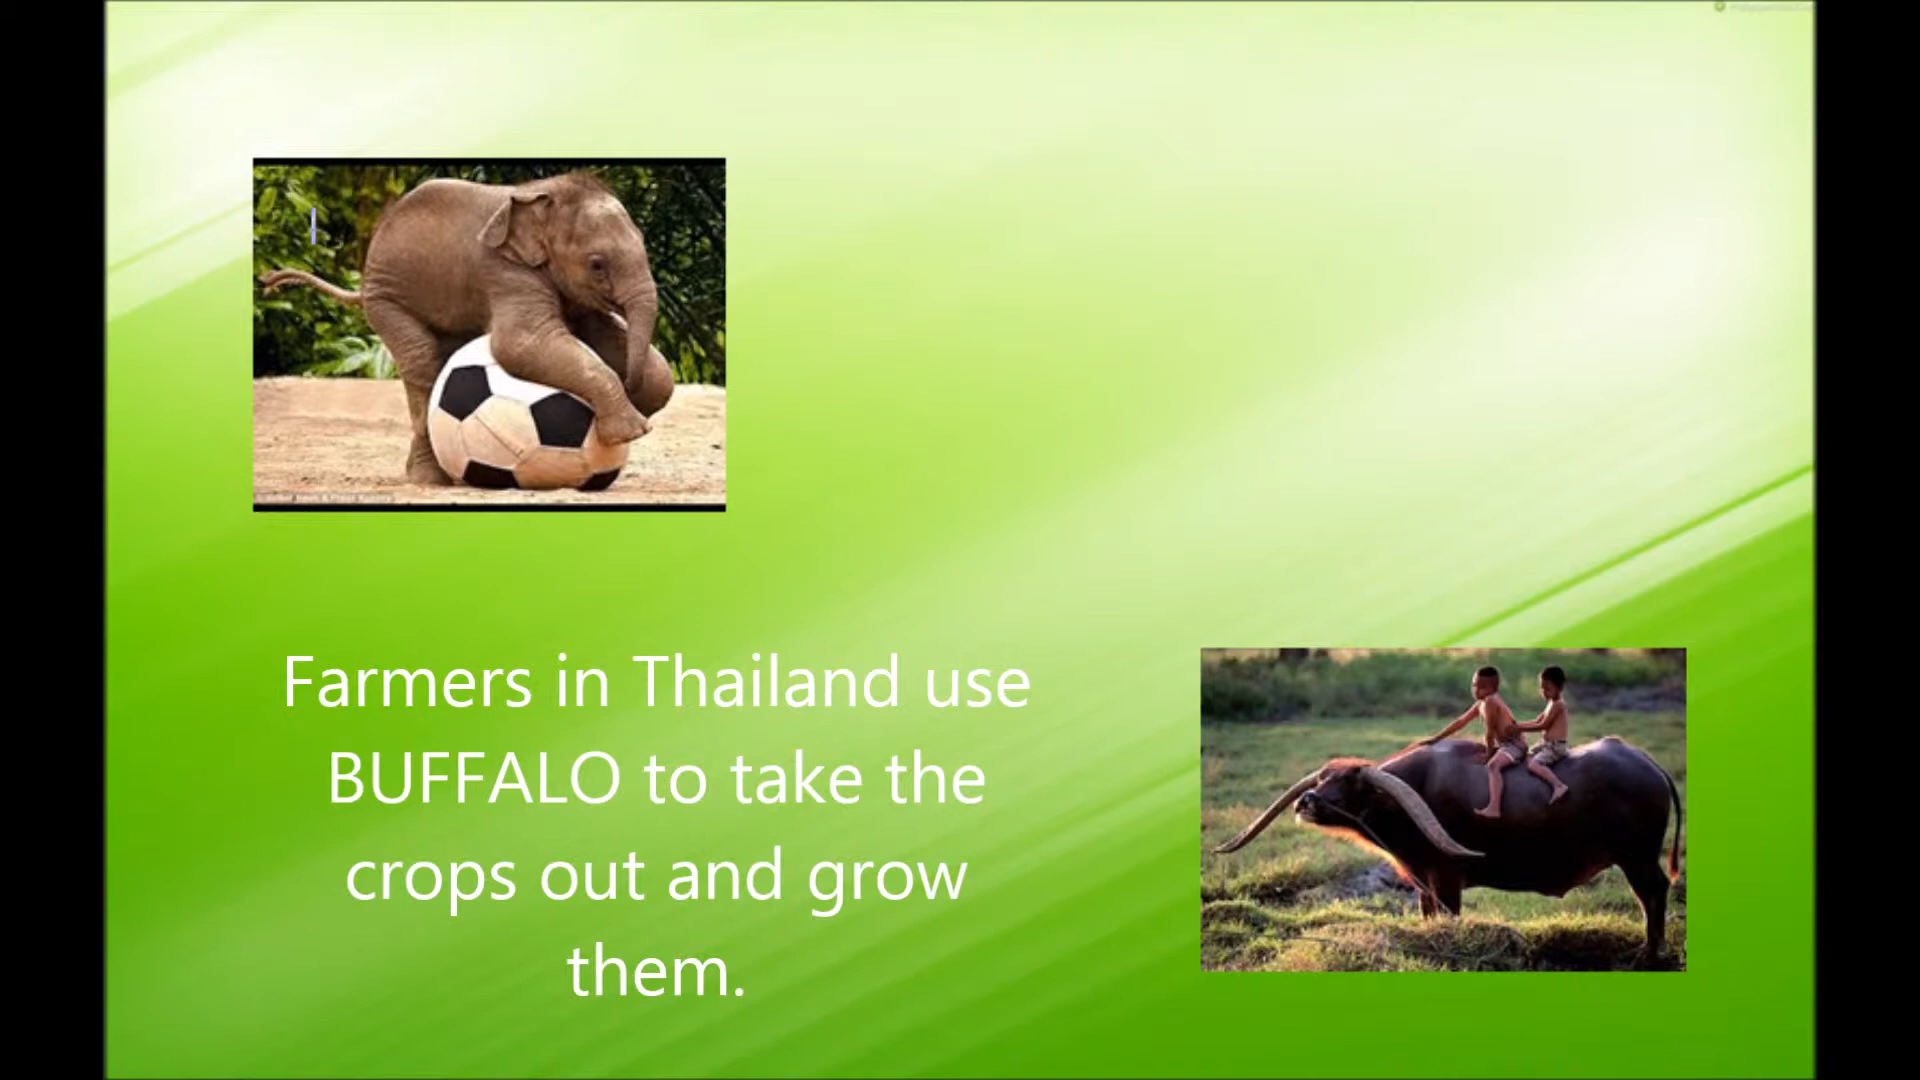 Farmers in Thailand use
BUFFALO to take the
crops out and grow
them.